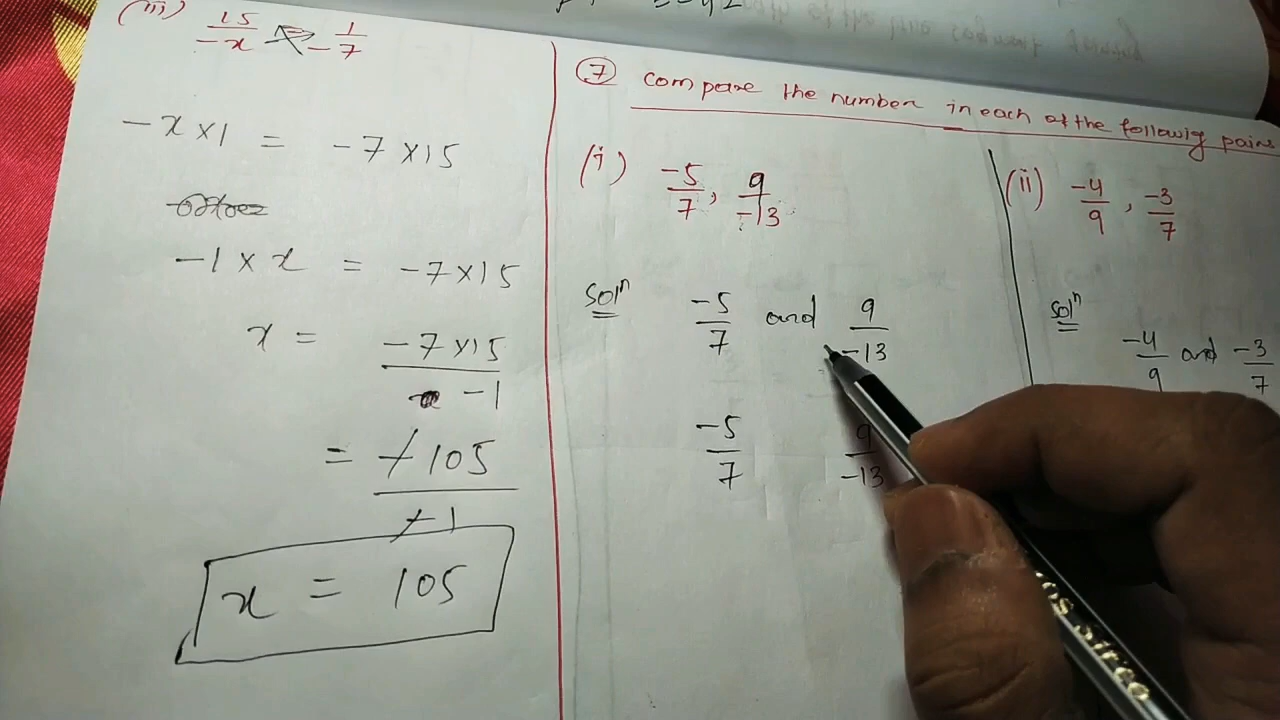 (iii) 15/-x = 1/-7
-x×1 = -7×15
-1×x = -7×15
x = -7×15/-1
= -105/-1
x = 105
(7) Compare the number in each of the followig pairs
(i) -5/7, 9/-13
Solⁿ -5/7 and 9/-13
-5/7 9/-13
(ii) -4/9, -3/7
Solⁿ
-4/9 and -3/7